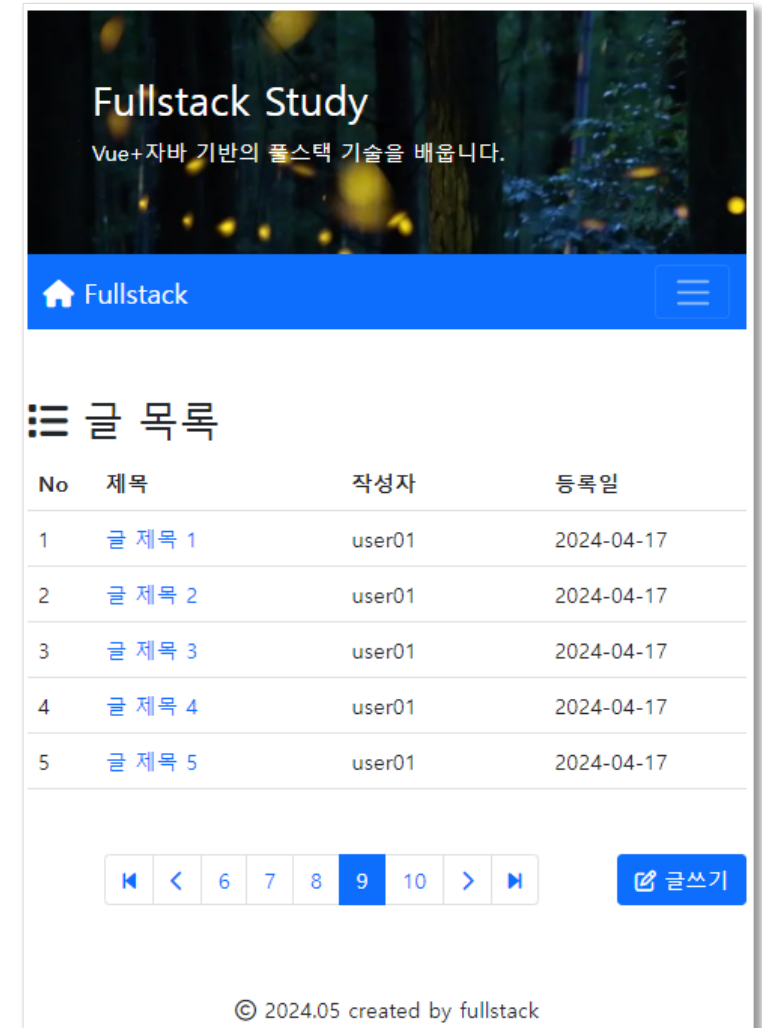 Fullstack Study
Vue+자바 기반의 풀스택 기술을 배웁니다.
Fullstack
글 목록
No 제목 작성자 등록일
1 글 제목 1 user01 2024-04-17
2 글 제목 2 user01 2024-04-17
3 글 제목 3 user01 2024-04-17
4 글 제목 4 user01 2024-04-17
5 글 제목 5 user01 2024-04-17
6 7 8 9 10 글쓰기
© 2024.05 created by fullstack